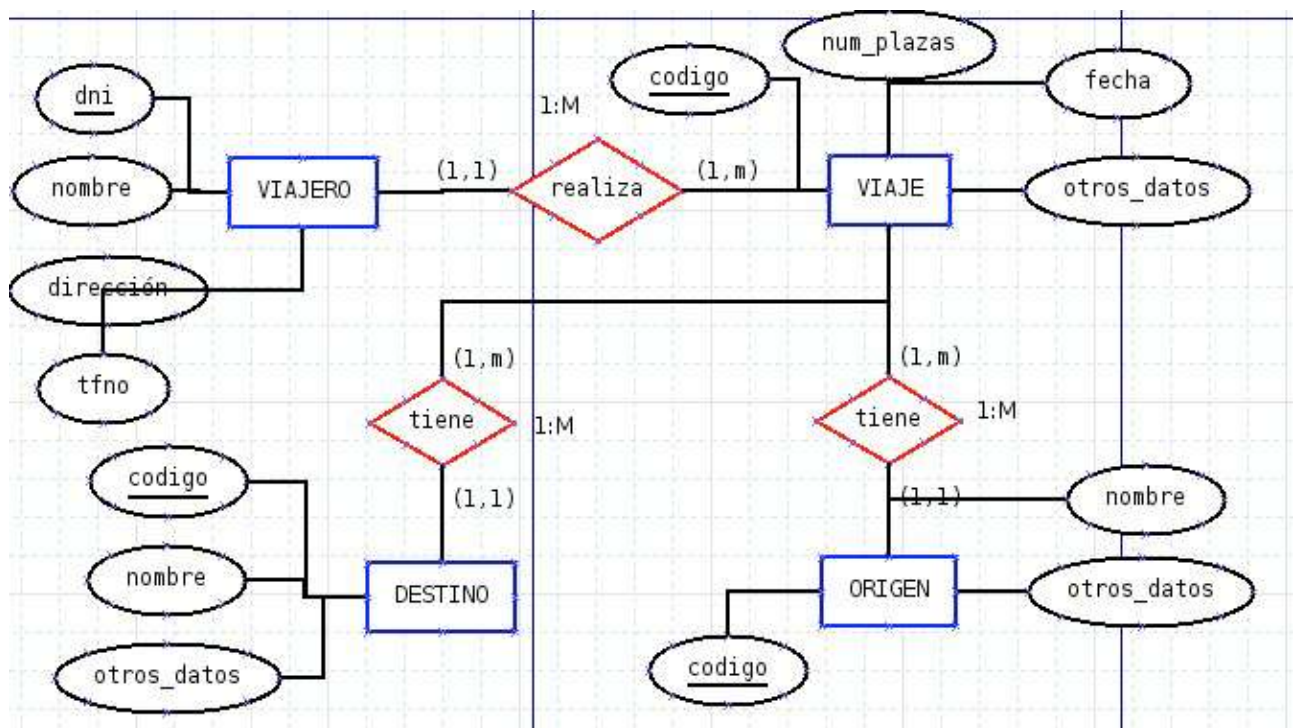 num_plazas
codigo
fecha
dni
1:M
VIAJERO
(1,1)
realiza
(1,m)
VIAJE
nombre
otros_datos
dirección
tfno
(1,m)
tiene
1:M
(1,1)
(1,m)
tiene
1:M
(1,1)
codigo
nombre
otros_datos
DESTINO
nombre
ORIGEN
otros_datos
codigo